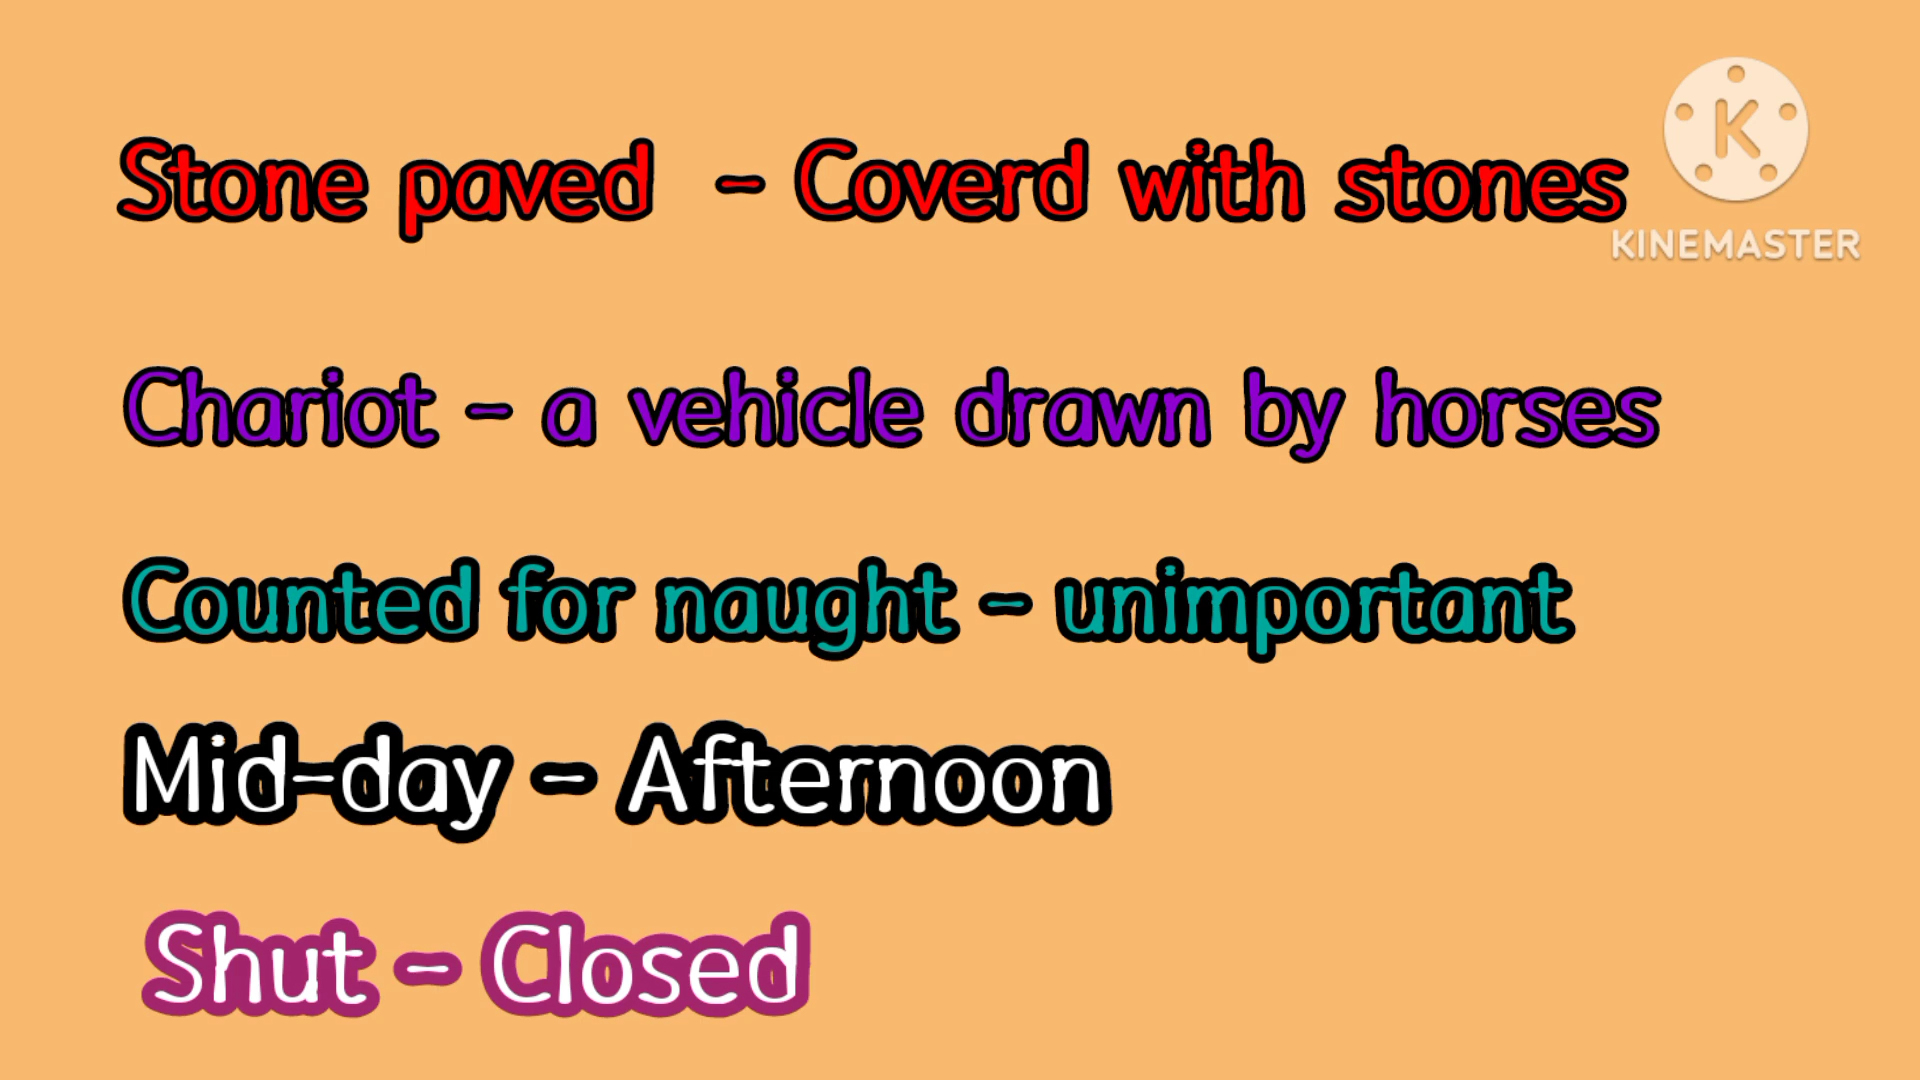 Stone paved - Coverd with stones
K
KINEMASTER
Chariot - a vehicle drawn by horses
Counted for naught - unimportant
Mid-day - Afternoon
Shut - Closed